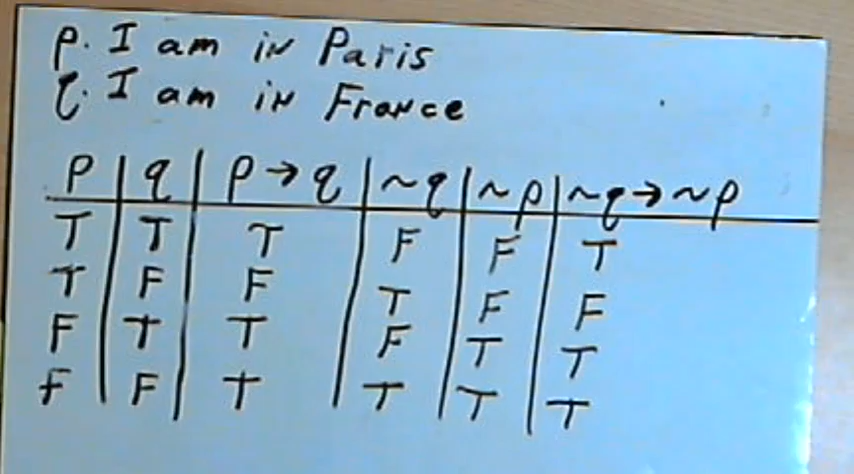 p. I am in Paris
q. I am in France
p | q | p → q | ~q | ~p | ~q → ~p
T | T | T | F | F | T
T | F | F | T | F | F
F | T | T | F | T | T
F | F | T | T | T | T